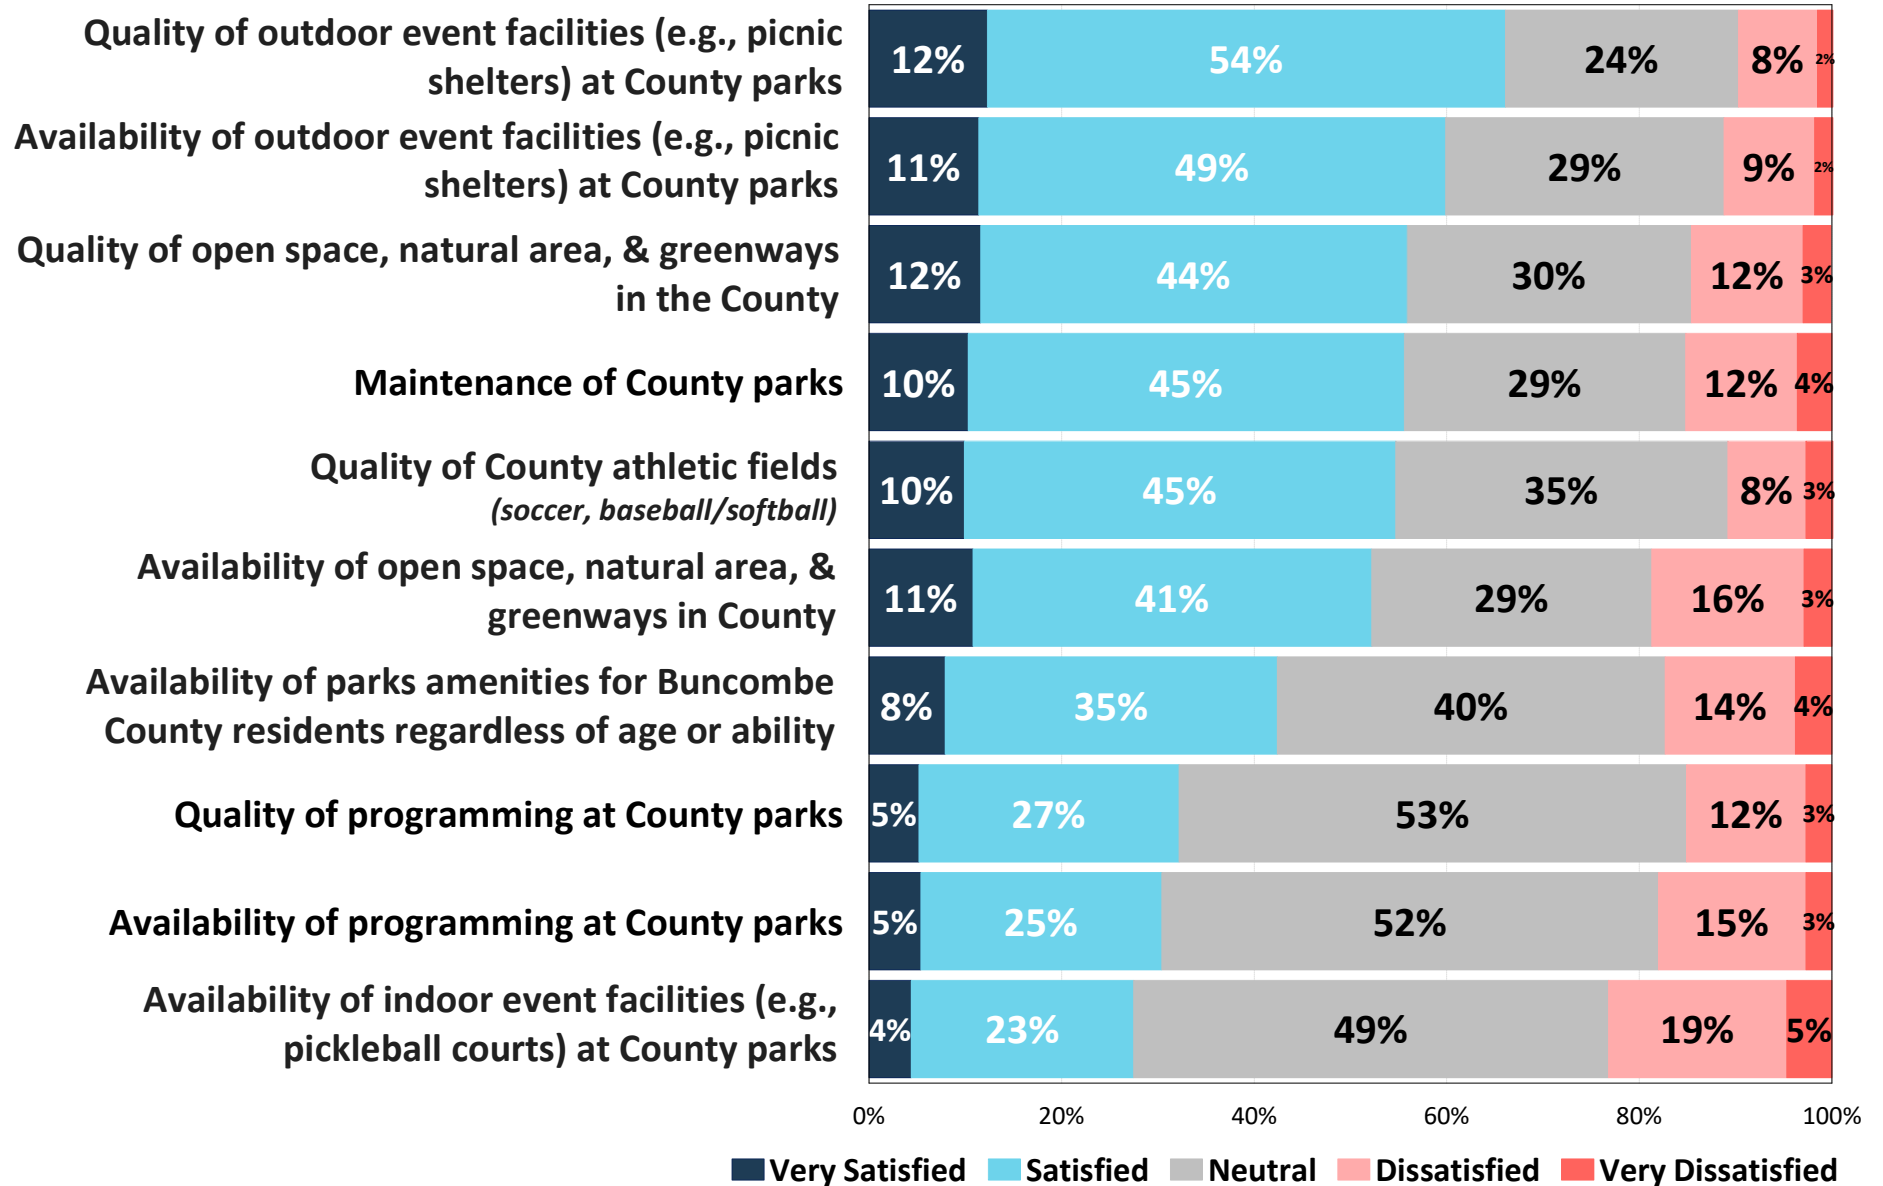 Quality of outdoor event facilities (e.g., picnic
shelters) at County parks
12% 54% 24% 8% 2%
Availability of outdoor event facilities (e.g., picnic
shelters) at County parks
11% 49% 29% 9% 2%
Quality of open space, natural area, & greenways
in the County
12% 44% 30% 12% 3%
Maintenance of County parks
10% 45% 29% 12% 4%
Quality of County athletic fields
(soccer, baseball/softball)
10% 45% 35% 8% 3%
Availability of open space, natural area, &
greenways in County
11% 41% 29% 16% 3%
Availability of parks amenities for Buncombe
County residents regardless of age or ability
8% 35% 40% 14% 4%
Quality of programming at County parks
5% 27% 53% 12% 3%
Availability of programming at County parks
5% 25% 52% 15% 3%
Availability of indoor event facilities (e.g.,
pickleball courts) at County parks
4% 23% 49% 19% 5%
0% 20% 40% 60% 80% 100%
Very Satisfied Satisfied Neutral Dissatisfied Very Dissatisfied